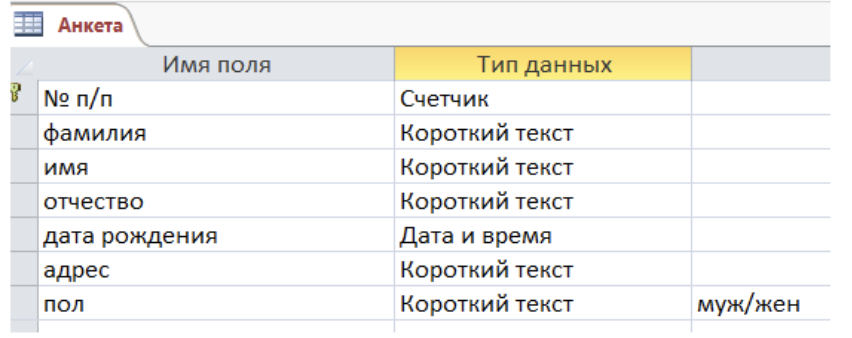 Анкета
Имя поля Тип данных
№ п/п Счетчик
фамилия Короткий текст
имя Короткий текст
отчество Короткий текст
дата рождения Дата и время
адрес Короткий текст
пол Короткий текст муж/жен